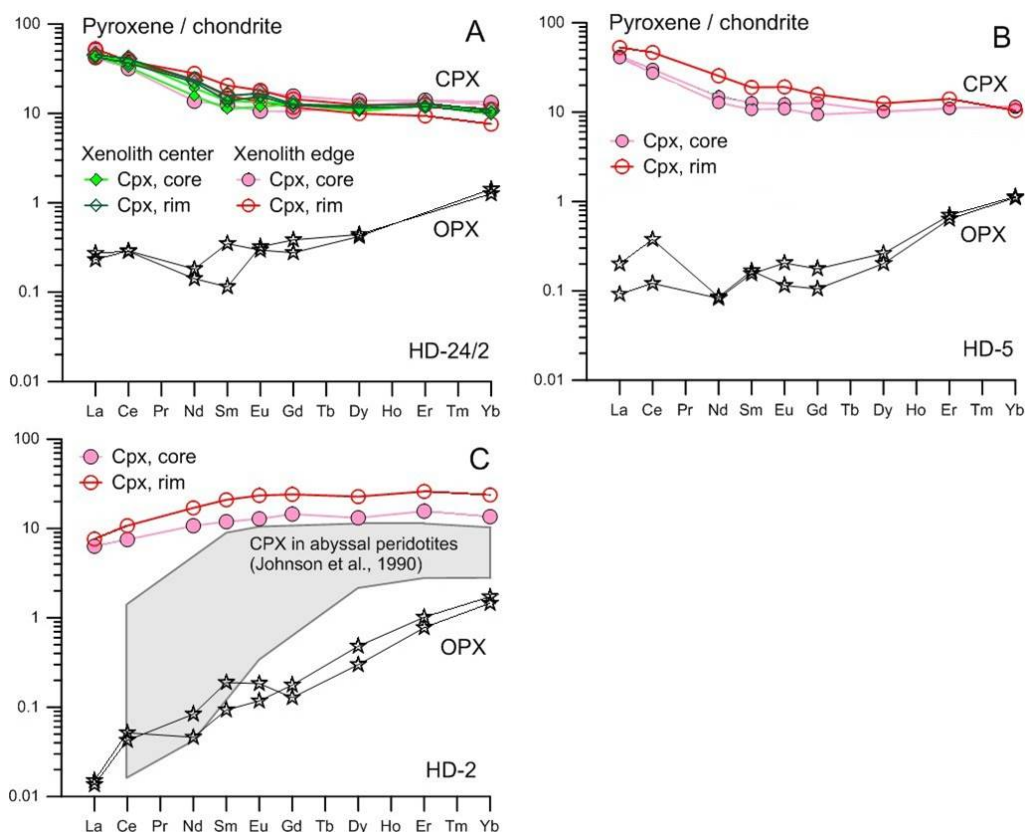 Pyroxene / chondrite
A
100
CPX
10
Xenolith center Xenolith edge
Cpx, core Cpx, core
Cpx, rim Cpx, rim
1
OPX
0.1
HD-24/2
0.01
La Ce Pr Nd Sm Eu Gd Tb Dy Ho Er Tm Yb
Pyroxene / chondrite
B
100
CPX
10
Cpx, core
Cpx, rim
1
OPX
0.1
HD-5
0.01
La Ce Pr Nd Sm Eu Gd Tb Dy Ho Er Tm Yb
100
Cpx, core
C
Cpx, rim
10
CPX in abyssal peridotites
(Johnson et al., 1990)
1
OPX
0.1
HD-2
0.01
La Ce Pr Nd Sm Eu Gd Tb Dy Ho Er Tm Yb